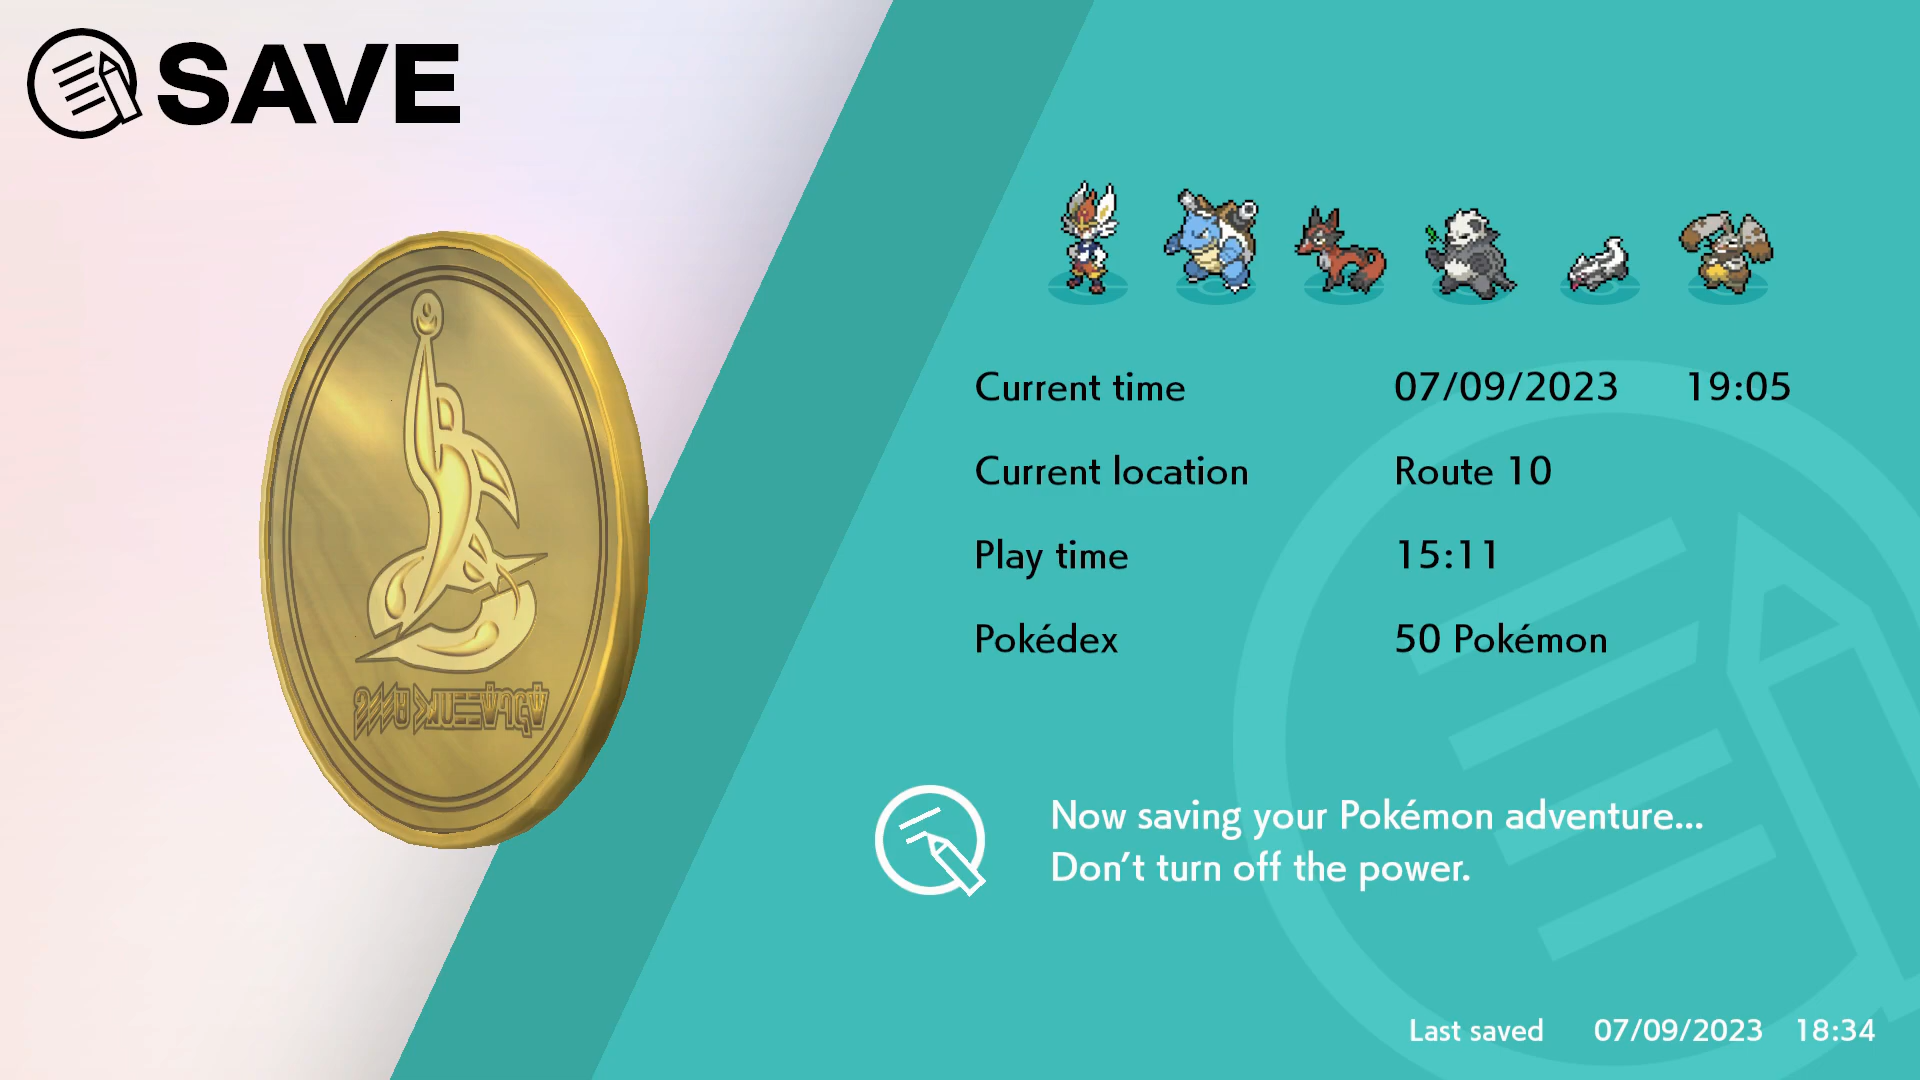 SAVE
Current time 07/09/2023 19:05
Current location Route 10
Play time 15:11
Pokédex 50 Pokémon
Now saving your Pokémon adventure...
Don't turn off the power.
Last saved 07/09/2023 18:34